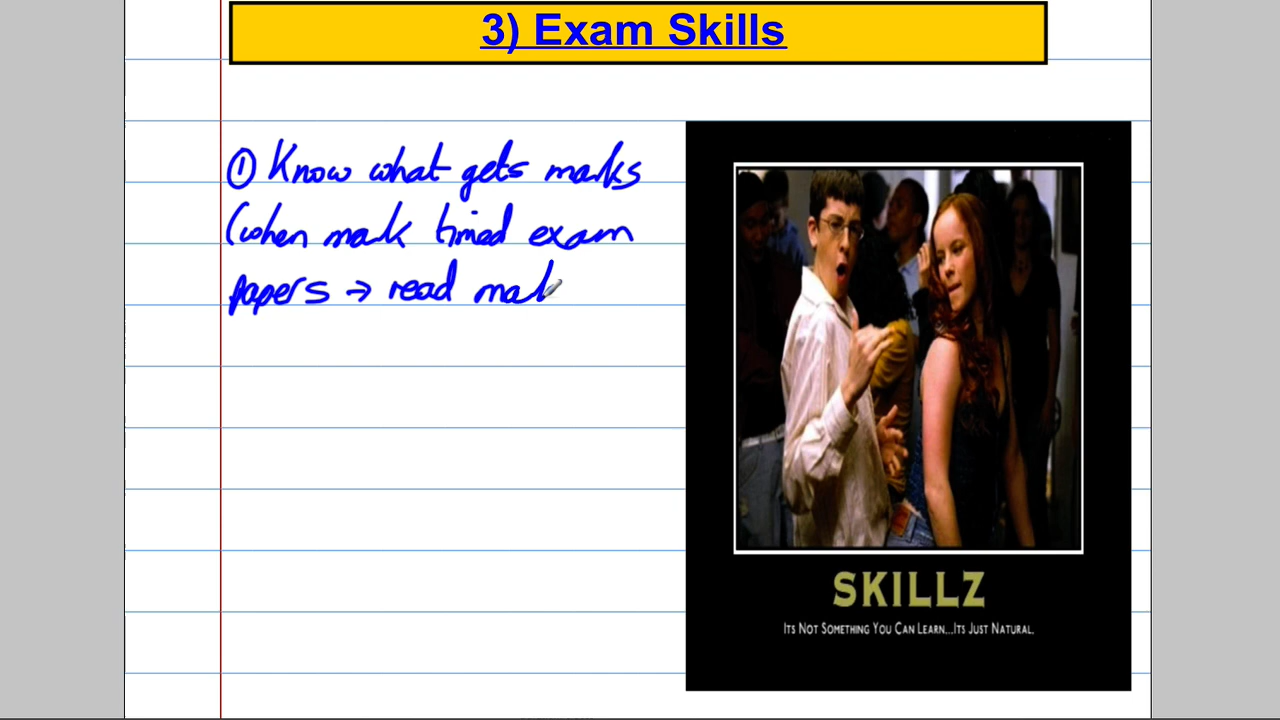 3) Exam Skills
① Know what gets marks
(when mark timed exam
papers → read
SKILLZ
ITS NOT SOMETHING YOU CAN LEARN...ITS JUST NATURAL.